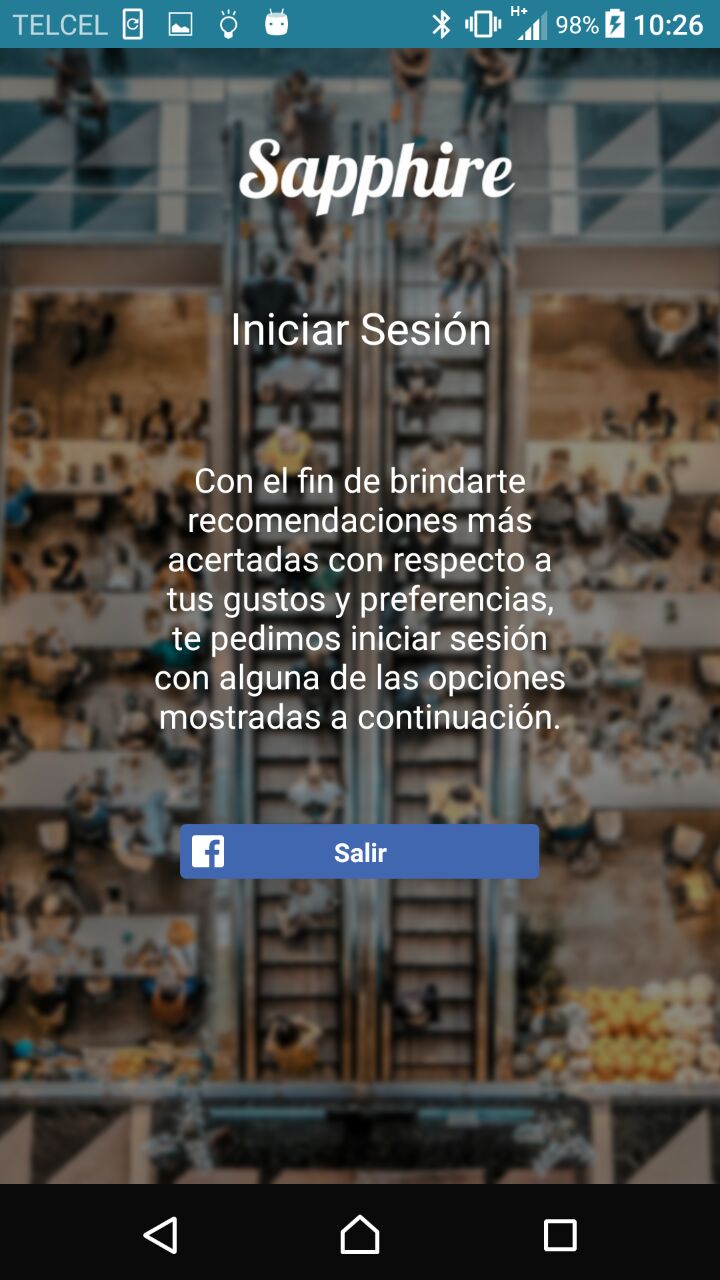 TELCEL H+ 98% 10:26
Sapphire
Iniciar Sesión
Con el fin de brindarte
recomendaciones más
acertadas con respecto a
tus gustos y preferencias,
te pedimos iniciar sesión
con alguna de las opciones
mostradas a continuación.
Salir